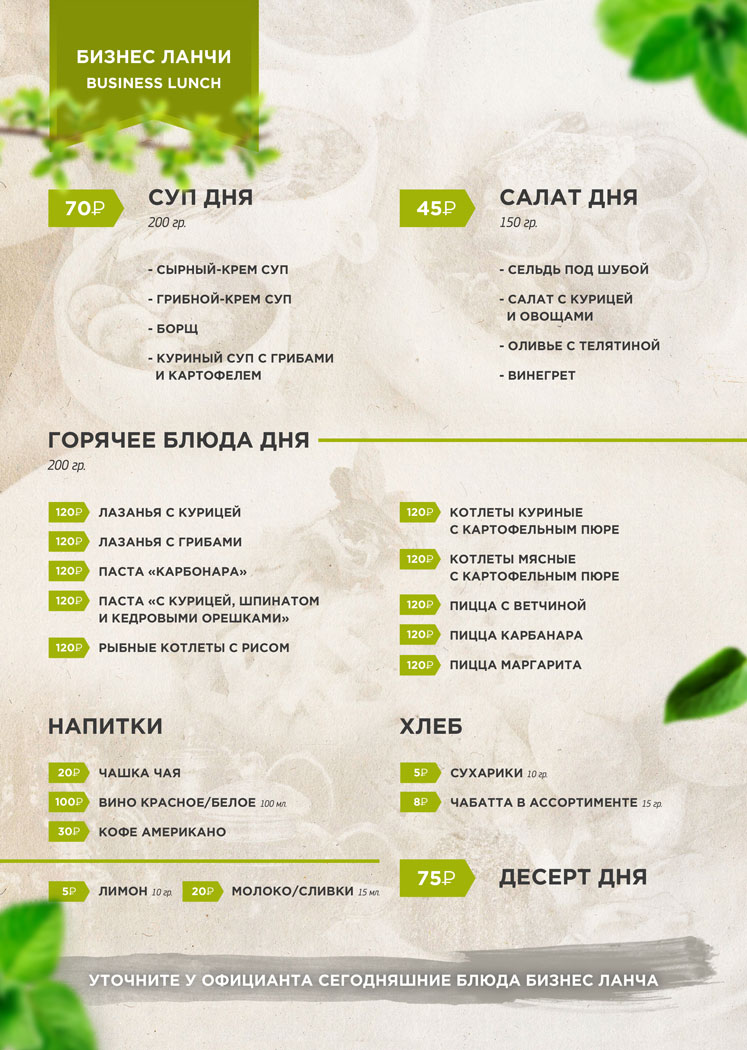 БИЗНЕС ЛАНЧИ
BUSINESS LUNCH
70₽
СУП ДНЯ
200 гр.
- СЫРНЫЙ-КРЕМ СУП
- ГРИБНОЙ-КРЕМ СУП
- БОРЩ
- КУРИНЫЙ СУП С ГРИБАМИ
И КАРТОФЕЛЕМ
45₽
САЛАТ ДНЯ
150 гр.
- СЕЛЬДЬ ПОД ШУБОЙ
- САЛАТ С КУРИЦЕЙ
И ОВОЩАМИ
- ОЛИВЬЕ С ТЕЛЯТИНОЙ
- ВИНЕГРЕТ
ГОРЯЧЕЕ БЛЮДА ДНЯ
200 гр.
120₽ ЛАЗАНЬЯ С КУРИЦЕЙ
120₽ ЛАЗАНЬЯ С ГРИБАМИ
120₽ ПАСТА «КАРБОНАРА»
120₽ ПАСТА «С КУРИЦЕЙ, ШПИНАТОМ
И КЕДРОВЫМИ ОРЕШКАМИ»
120₽ РЫБНЫЕ КОТЛЕТЫ С РИСОМ
120₽ КОТЛЕТЫ КУРИНЫЕ
С КАРТОФЕЛЬНЫМ ПЮРЕ
120₽ КОТЛЕТЫ МЯСНЫЕ
С КАРТОФЕЛЬНЫМ ПЮРЕ
120₽ ПИЦЦА С ВЕТЧИНОЙ
120₽ ПИЦЦА КАРБАНАРА
120₽ ПИЦЦА МАРГАРИТА
НАПИТКИ
20₽ ЧАШКА ЧАЯ
100₽ ВИНО КРАСНОЕ/БЕЛОЕ 100 мл.
30₽ КОФЕ АМЕРИКАНО
5₽ ЛИМОН 10 гр. 20₽ МОЛОКО/СЛИВКИ 15 мл.
ХЛЕБ
5₽ СУХАРИКИ 10 гр.
8₽ ЧАБАТТА В АССОРТИМЕНТЕ 15 гр.
75₽ ДЕСЕРТ ДНЯ
УТОЧНИТЕ У ОФИЦИАНТА СЕГОДНЯШНИЕ БЛЮДА БИЗНЕС ЛАНЧА